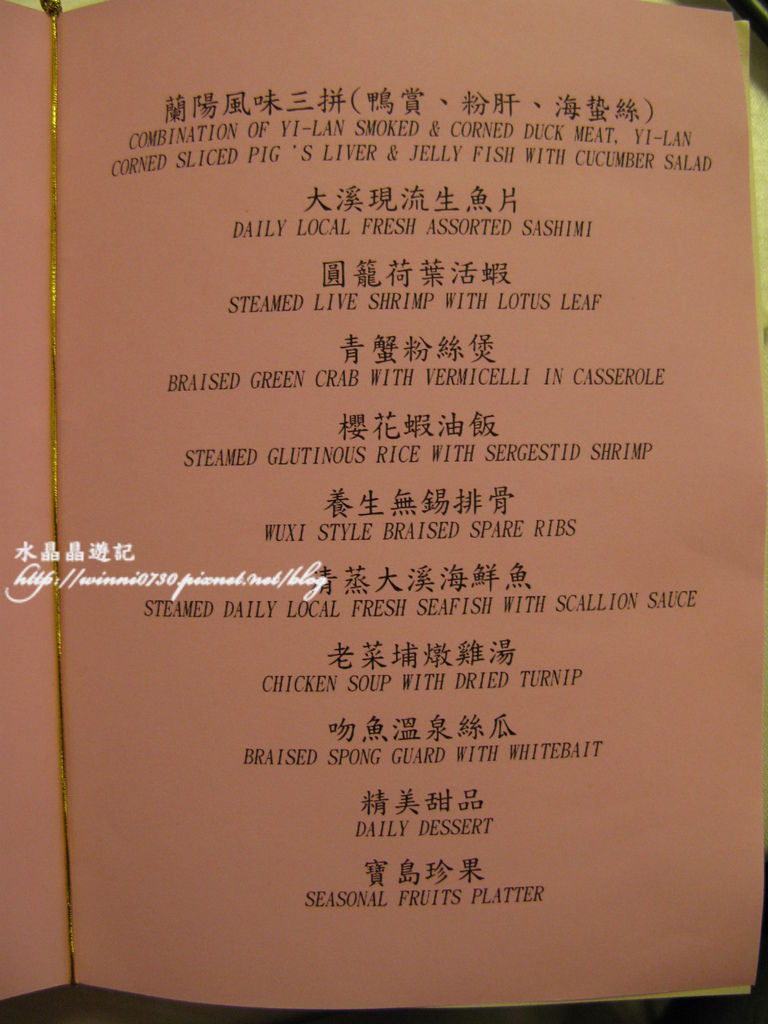 蘭陽風味三拼(鴨賞、粉肝、海蜇絲)
COMBINATION OF YI-LAN SMOKED & CORNED DUCK MEAT, YI-LAN
CORNED SLICED PIG 'S LIVER & JELLY FISH WITH CUCUMBER SALAD
大溪現流生魚片
DAILY LOCAL FRESH ASSORTED SASHIMI
圓籠荷葉活蝦
STEAMED LIVE SHRIMP WITH LOTUS LEAF
青蟹粉絲煲
BRAISED GREEN CRAB WITH VERMICELLI IN CASSEROLE
櫻花蝦油飯
STEAMED GLUTINOUS RICE WITH SERGESTID SHRIMP
養生無錫排骨
WUXI STYLE BRAISED SPARE RIBS
水晶晶遊記
http://winni0730.pixnet.net/blog
清蒸大溪海鮮魚
STEAMED DAILY LOCAL FRESH SEAFISH WITH SCALLION SAUCE
老菜埔燉雞湯
CHICKEN SOUP WITH DRIED TURNIP
吻魚溫泉絲瓜
BRAISED SPONG GUARD WITH WHITEBAIT
精美甜品
DAILY DESSERT
寶島珍果
SEASONAL FRUITS PLATTER